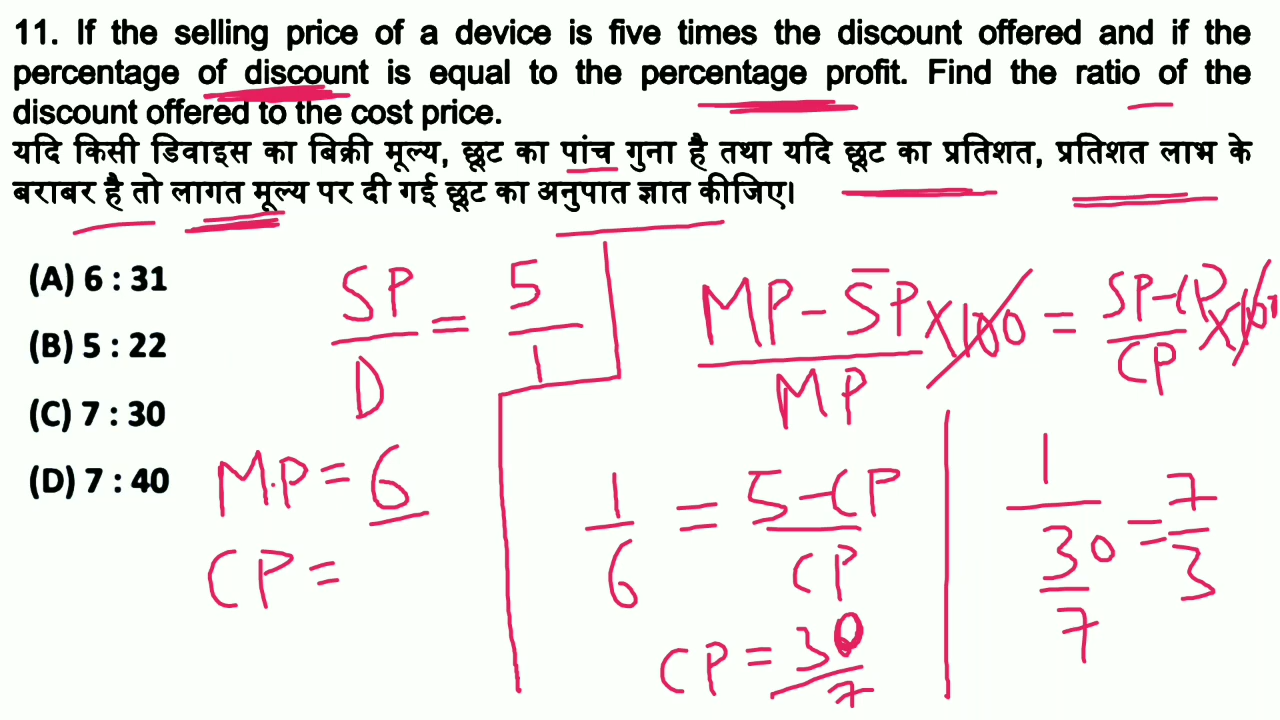 11. If the selling price of a device is five times the discount offered and if the
percentage of discount is equal to the percentage profit. Find the ratio of the
discount offered to the cost price.
यदि किसी डिवाइस का बिक्री मूल्य, छूट का पांच गुना है तथा यदि छूट का प्रतिशत, प्रतिशत लाभ के
बराबर है तो लागत मूल्य पर दी गई छूट का अनुपात ज्ञात कीजिए।
(A) 6 : 31
(B) 5 : 22
(C) 7 : 30
(D) 7 : 40
SP/D = 5/1
M.P = 6
CP =
MP-SP/MP ×100 = SP-CP/CP ×100
1/6 = 5-CP/CP
CP = 30/7
1/30/7 = 7/3